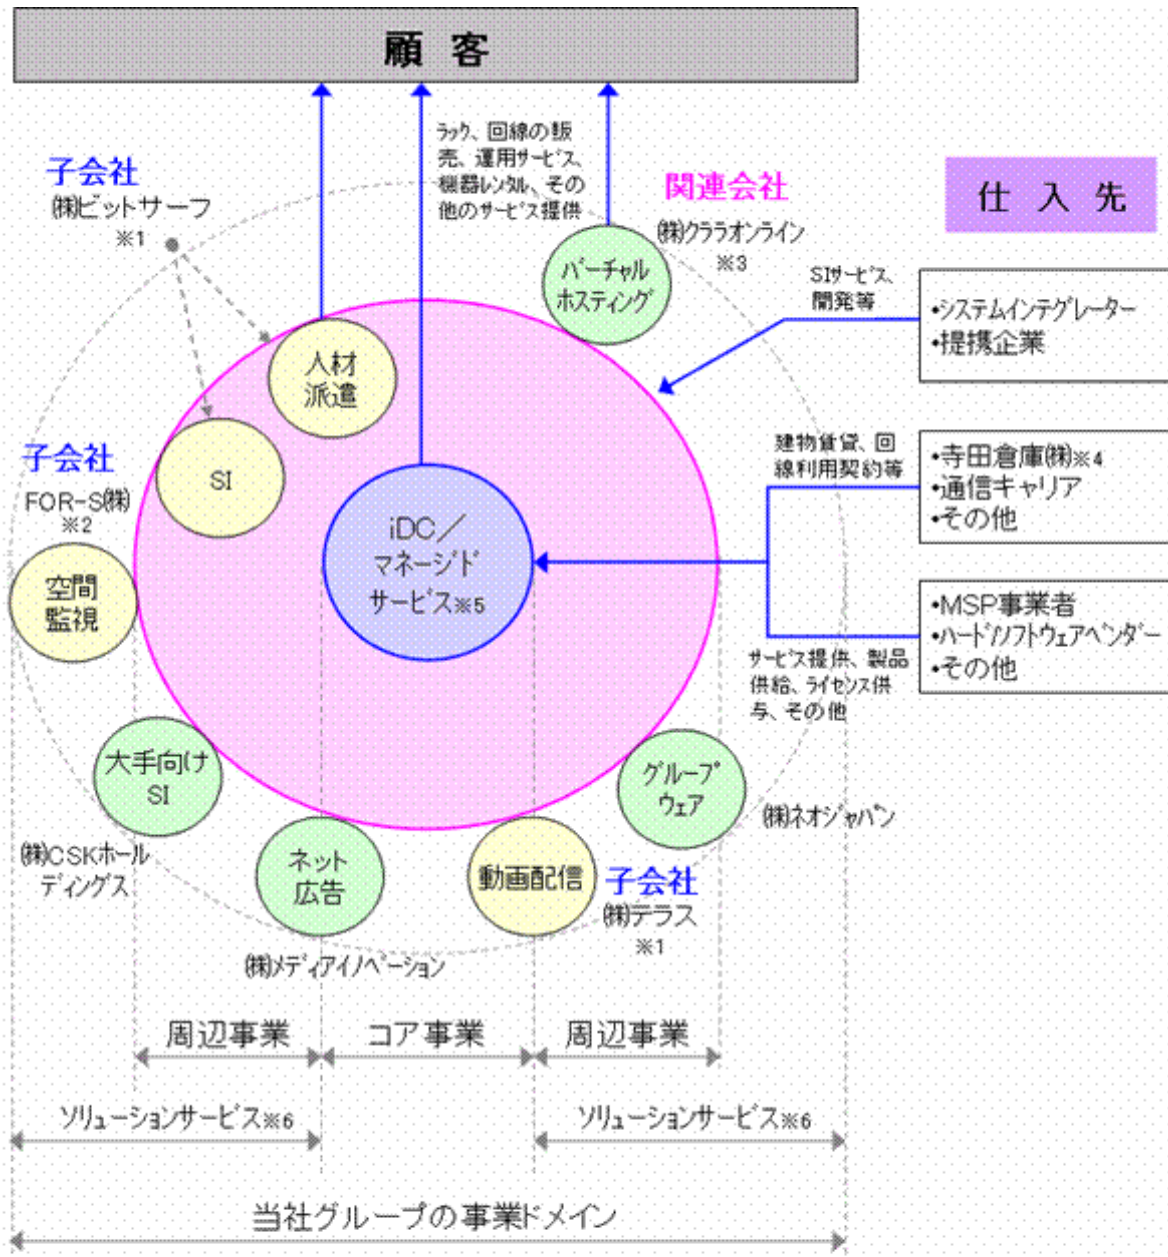 顧 客
ラック、回線の販
売、運用サービス、
機器レンタル、その
他のサービス提供
子会社
㈱ビットサーフ
※1
関連会社
㈱クララオンライン
※3
バーチャル
ホスティング
仕 入 先
SIサービス、
開発等
•システムインテグレーター
•提携企業
人材
派遣
SI
子会社
FOR-S㈱
※2
空間
監視
iDC／
マネージド
サービス※5
建物賃貸、回
線利用契約等
•寺田倉庫㈱※4
•通信キャリア
•その他
•MSP事業者
•ハード/ソフトウェアベンダー
•その他
サービス提供、製品
供給、ライセンス供
与、その他
大手向け
SI
㈱CSKホール
ディングス
ネット
広告
㈱メディアイノベーション
動画配信
子会社
㈱テラス
※1
グループ
ウェア
㈱ネオジャパン
周辺事業
コア事業
周辺事業
ソリューションサービス※6
ソリューションサービス※6
当社グループの事業ドメイン